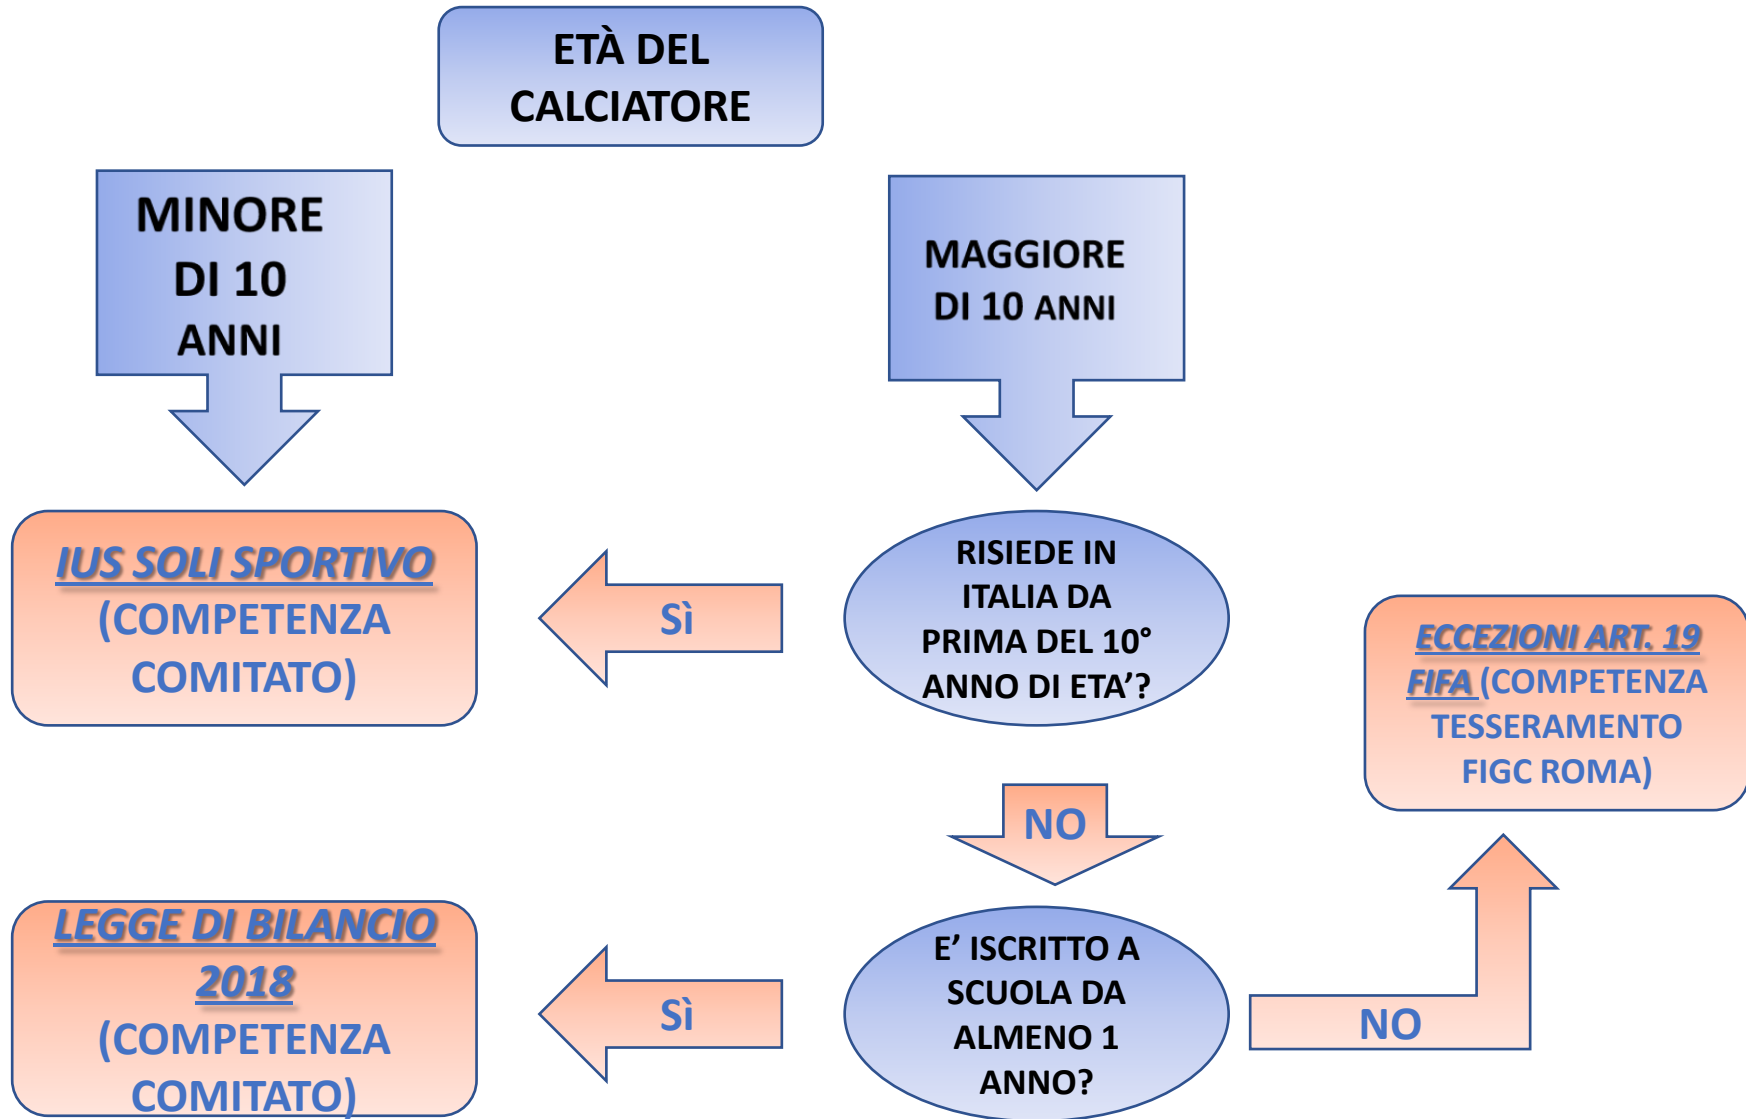 ETÀ DEL
CALCIATORE
MINORE
DI 10
ANNI
MAGGIORE
DI 10 ANNI
IUS SOLI SPORTIVO
(COMPETENZA
COMITATO)
Sì
RISIEDE IN
ITALIA DA
PRIMA DEL 10°
ANNO DI ETA’?
ECCEZIONI ART. 19
FIFA (COMPETENZA
TESSERAMENTO
FIGC ROMA)
NO
LEGGE DI BILANCIO
2018
(COMPETENZA
COMITATO)
Sì
E’ ISCRITTO A
SCUOLA DA
ALMENO 1
ANNO?
NO